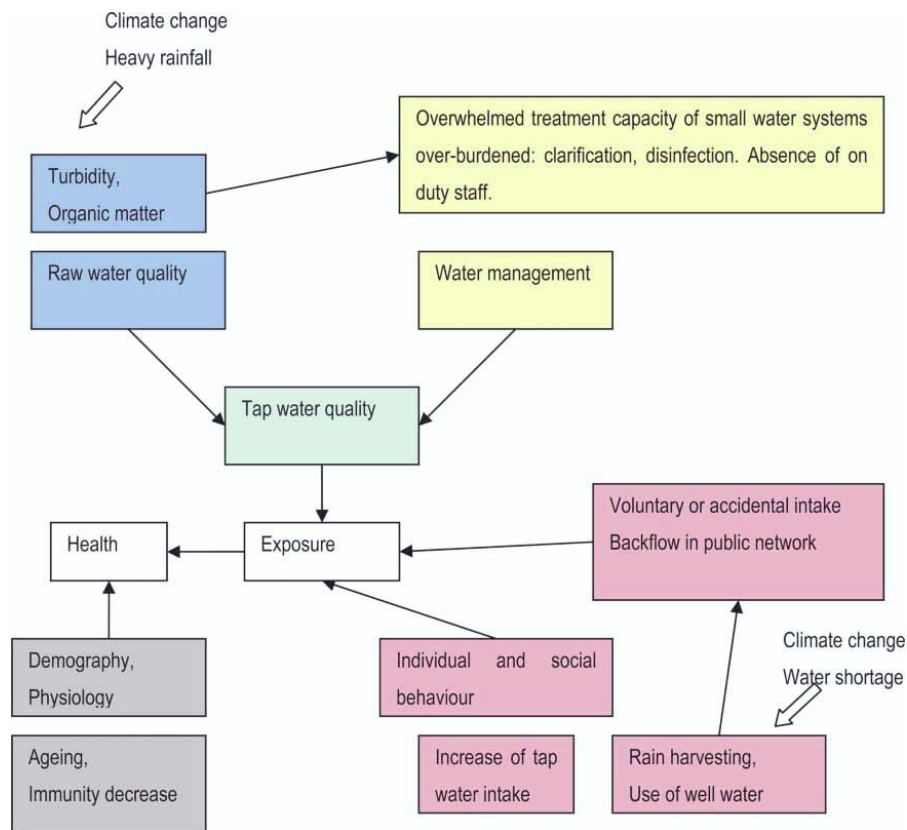 Climate change
Heavy rainfall
Overwhelmed treatment capacity of small water systems
over-burdened: clarification, disinfection. Absence of on
duty staff.
Turbidity,
Organic matter
Raw water quality
Water management
Tap water quality
Voluntary or accidental intake
Backflow in public network
Health
Exposure
Climate change
Water shortage
Demography,
Physiology
Individual and social
behaviour
Ageing,
Immunity decrease
Increase of tap
water intake
Rain harvesting,
Use of well water